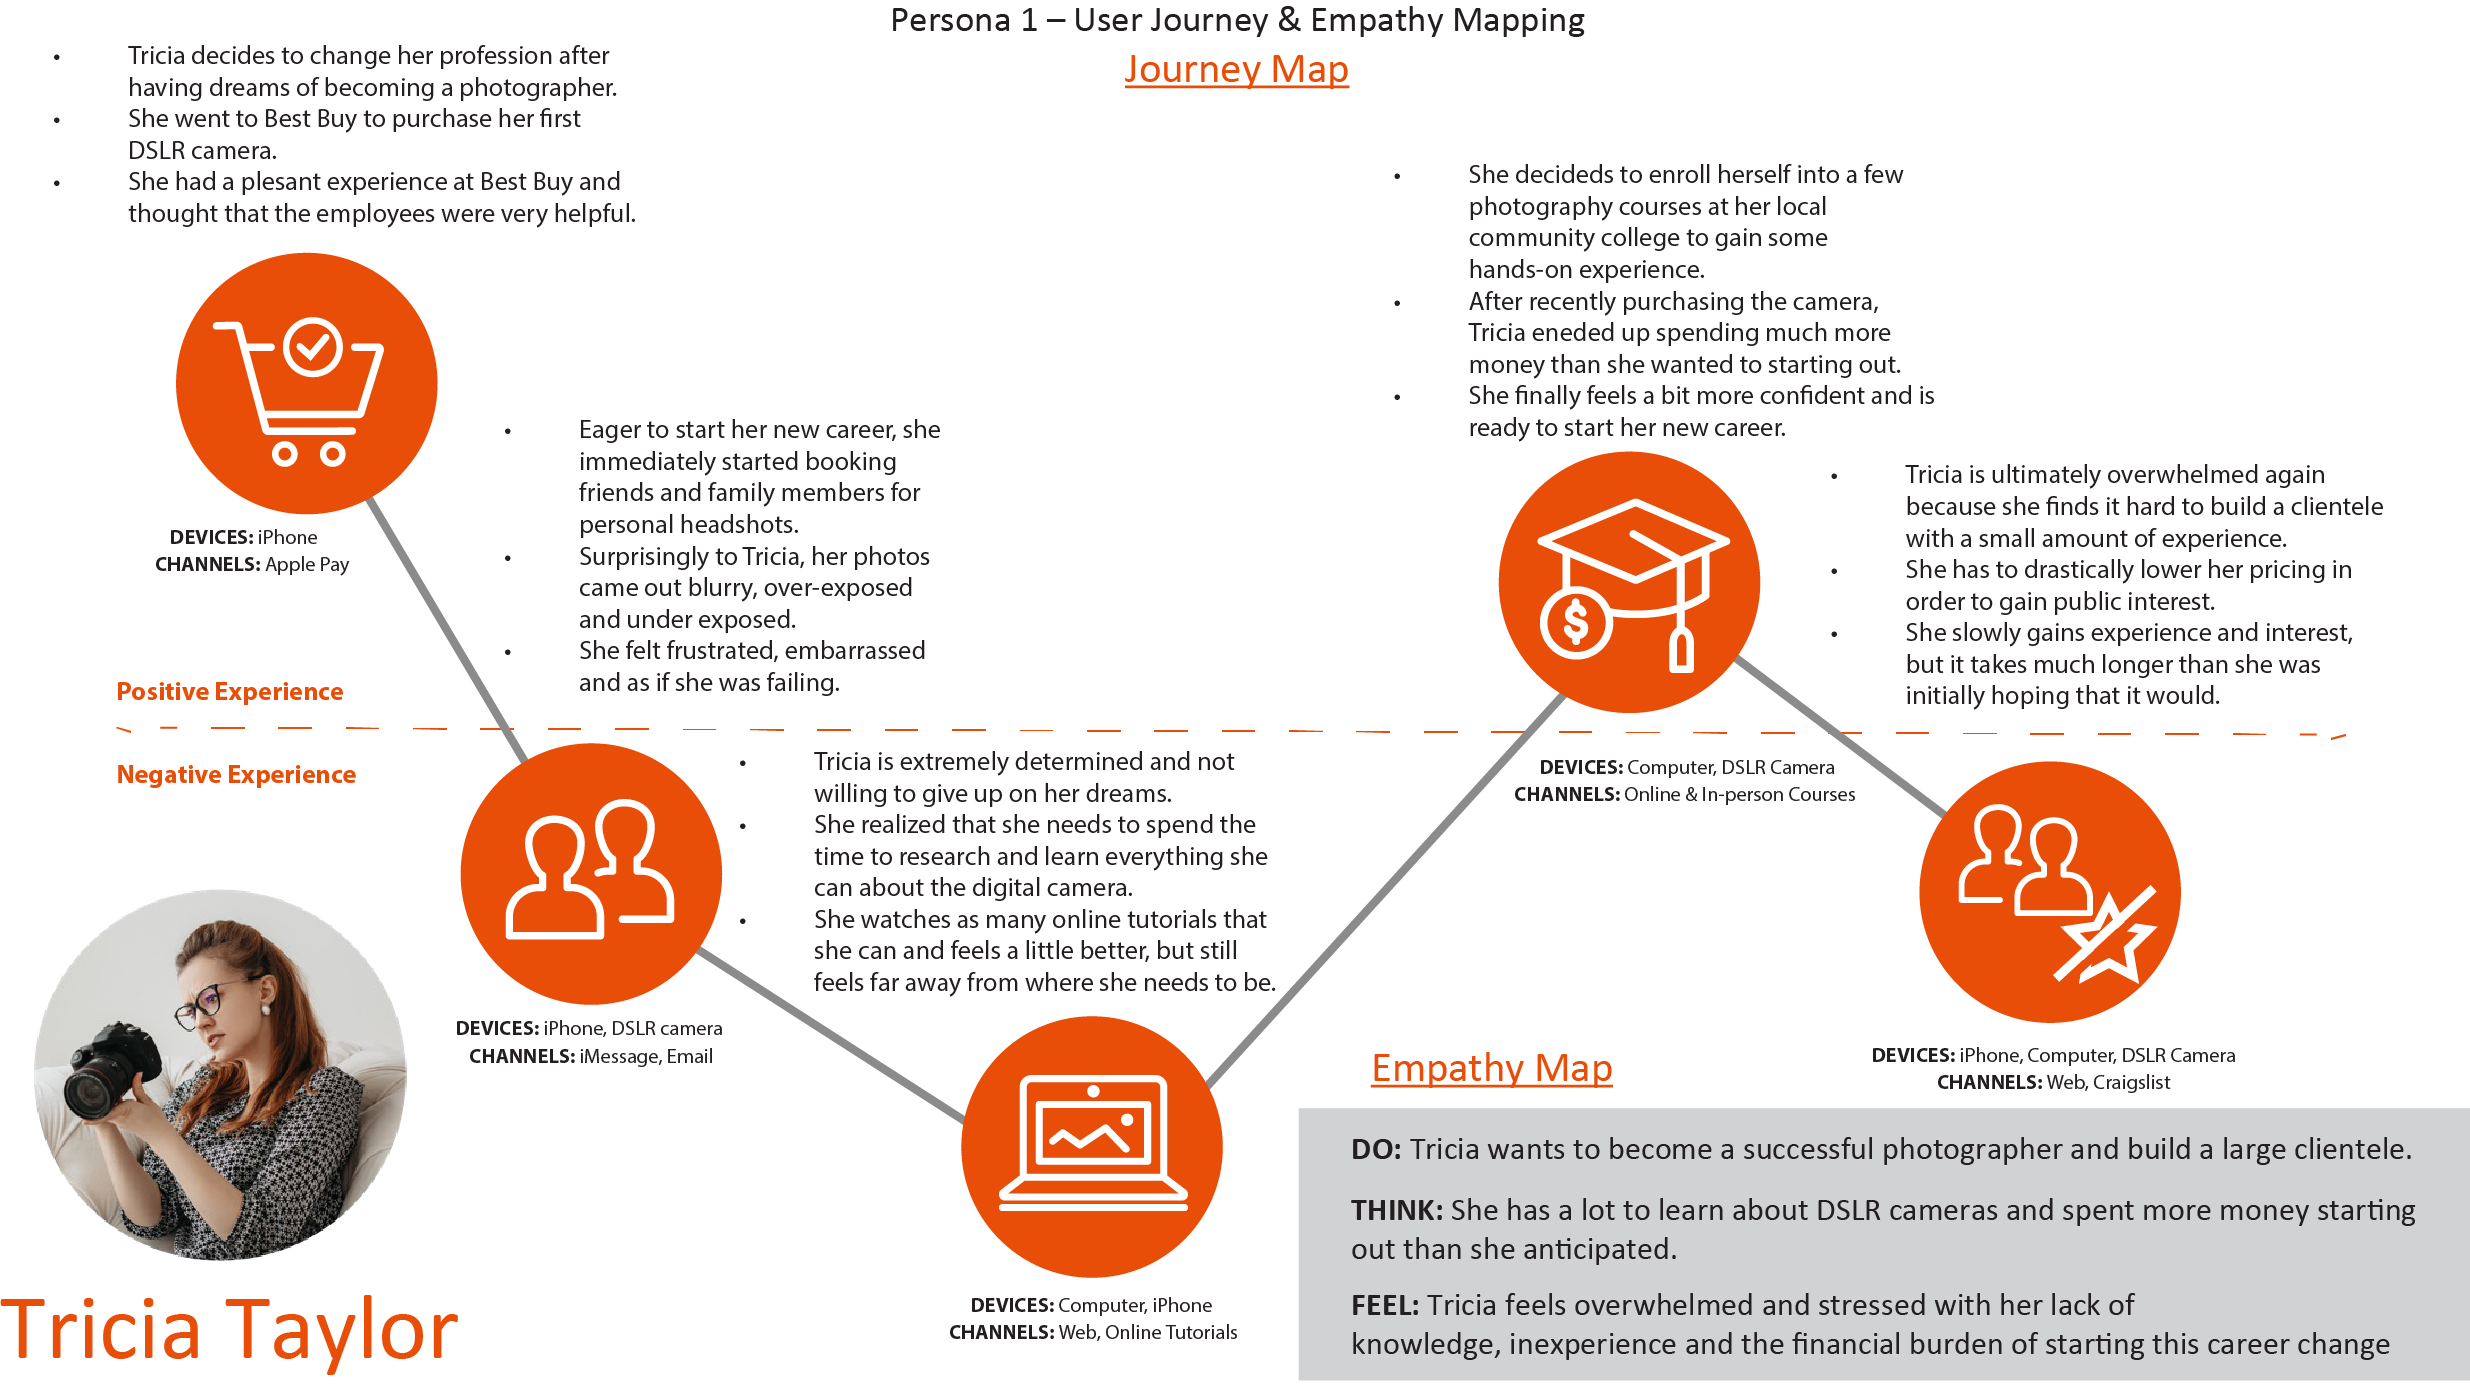 Persona 1 – User Journey & Empathy Mapping
Journey Map
• Tricia decides to change her profession after
having dreams of becoming a photographer.
• She went to Best Buy to purchase her first
DSLR camera.
• She had a plesant experience at Best Buy and
thought that the employees were very helpful.
DEVICES: iPhone
CHANNELS: Apple Pay
• Eager to start her new career, she
immediately started booking
friends and family members for
personal headshots.
• Surprisingly to Tricia, her photos
came out blurry, over-exposed
and under exposed.
• She felt frustrated, embarrassed
and as if she was failing.
Positive Experience
Negative Experience
DEVICES: iPhone, DSLR camera
CHANNELS: iMessage, Email
• Tricia is extremely determined and not
willing to give up on her dreams.
• She realized that she needs to spend the
time to research and learn everything she
can about the digital camera.
• She watches as many online tutorials that
she can and feels a little better, but still
feels far away from where she needs to be.
DEVICES: Computer, iPhone
CHANNELS: Web, Online Tutorials
• She decideds to enroll herself into a few
photography courses at her local
community college to gain some
hands-on experience.
• After recently purchasing the camera,
Tricia eneded up spending much more
money than she wanted to starting out.
• She finally feels a bit more confident and is
ready to start her new career.
$
DEVICES: Computer, DSLR Camera
CHANNELS: Online & In-person Courses
• Tricia is ultimately overwhelmed again
because she finds it hard to build a clientele
with a small amount of experience.
• She has to drastically lower her pricing in
order to gain public interest.
• She slowly gains experience and interest,
but it takes much longer than she was
initially hoping that it would.
DEVICES: iPhone, Computer, DSLR Camera
CHANNELS: Web, Craigslist
Tricia Taylor
Empathy Map
DO: Tricia wants to become a successful photographer and build a large clientele.
THINK: She has a lot to learn about DSLR cameras and spent more money starting
out than she anticipated.
FEEL: Tricia feels overwhelmed and stressed with her lack of
knowledge, inexperience and the financial burden of starting this career change